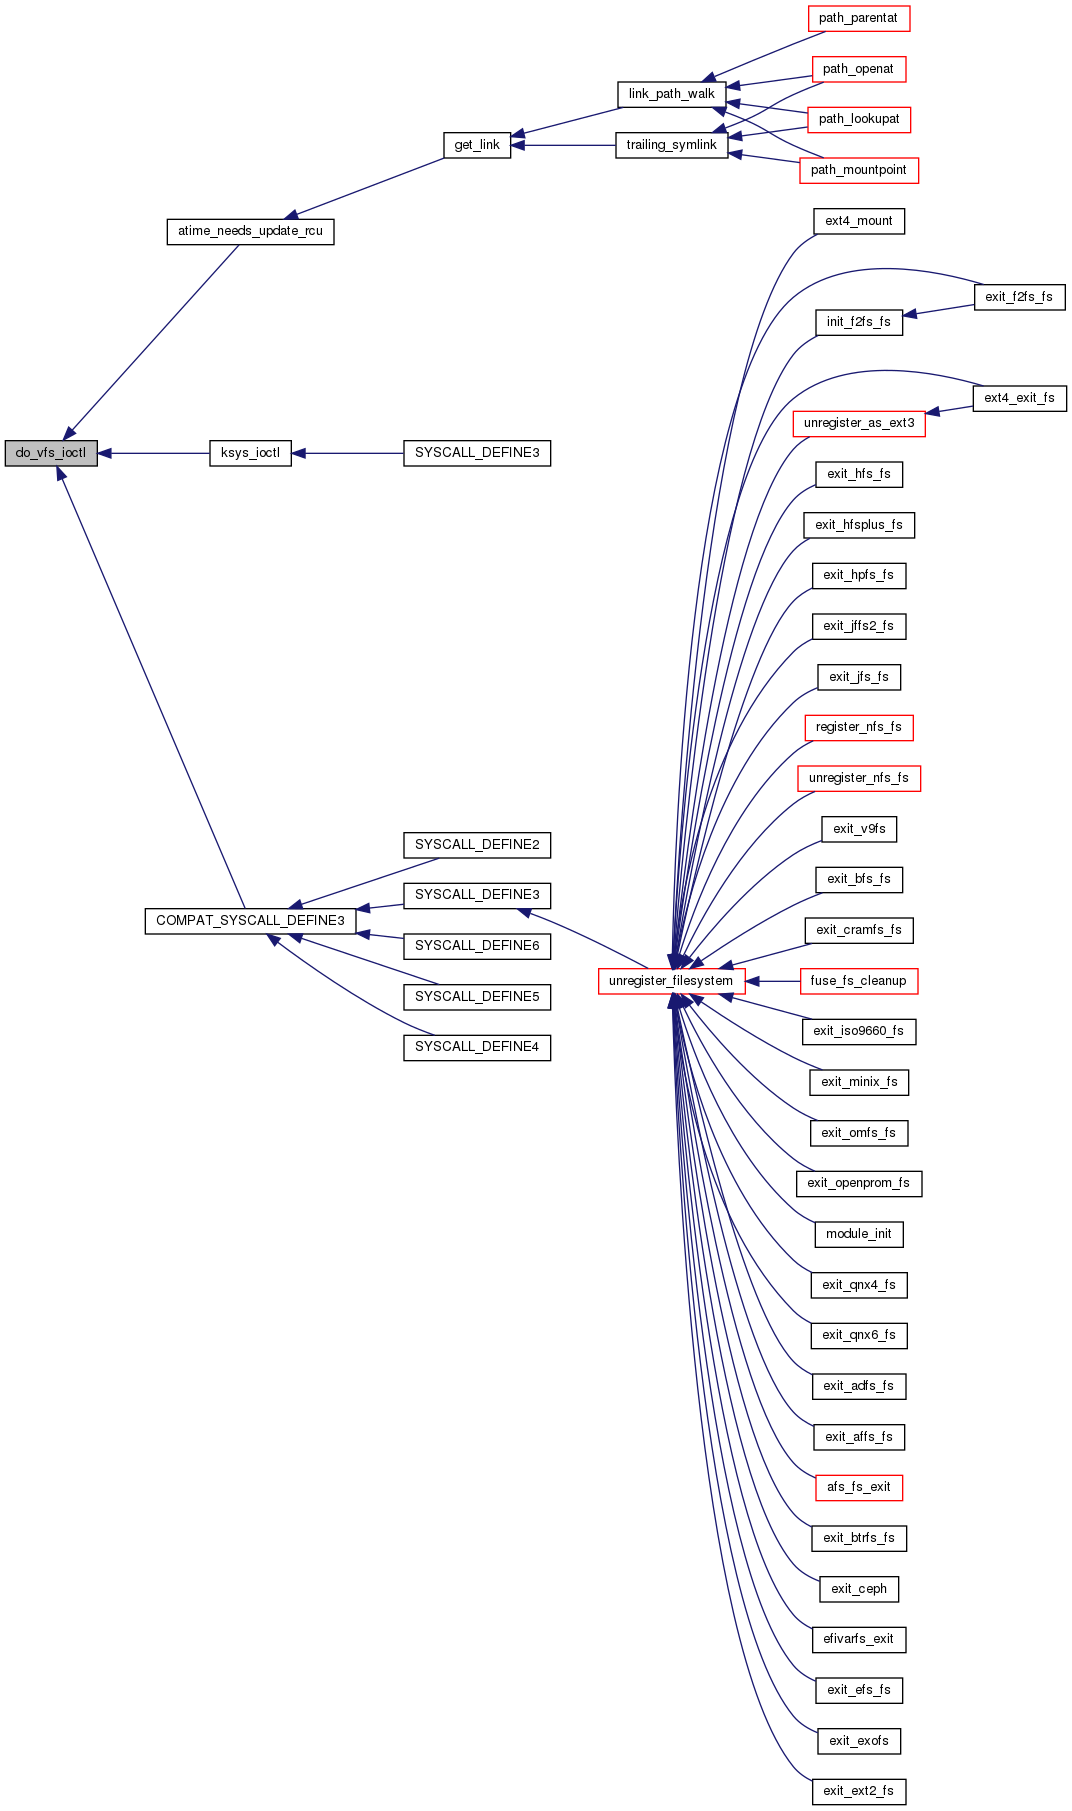 path_parentat
path_openat
link_path_walk
path_lookupat
get_link
trailing_symlink
path_mountpoint
ext4_mount
atime_needs_update_rcu
exit_f2fs_fs
init_f2fs_fs
ext4_exit_fs
unregister_as_ext3
do_vfs_ioctl
ksys_ioctl
SYSCALL_DEFINE3
exit_hfs_fs
exit_hfsplus_fs
exit_hpfs_fs
exit_jffs2_fs
exit_jfs_fs
register_nfs_fs
unregister_nfs_fs
exit_v9fs
SYSCALL_DEFINE2
exit_bfs_fs
SYSCALL_DEFINE3
COMPAT_SYSCALL_DEFINE3
exit_cramfs_fs
SYSCALL_DEFINE6
unregister_filesystem
fuse_fs_cleanup
SYSCALL_DEFINE5
exit_iso9660_fs
SYSCALL_DEFINE4
exit_minix_fs
exit_omfs_fs
exit_openprom_fs
module_init
exit_qnx4_fs
exit_qnx6_fs
exit_adfs_fs
exit_affs_fs
afs_fs_exit
exit_btrfs_fs
exit_ceph
efivarfs_exit
exit_efs_fs
exit_exofs
exit_ext2_fs